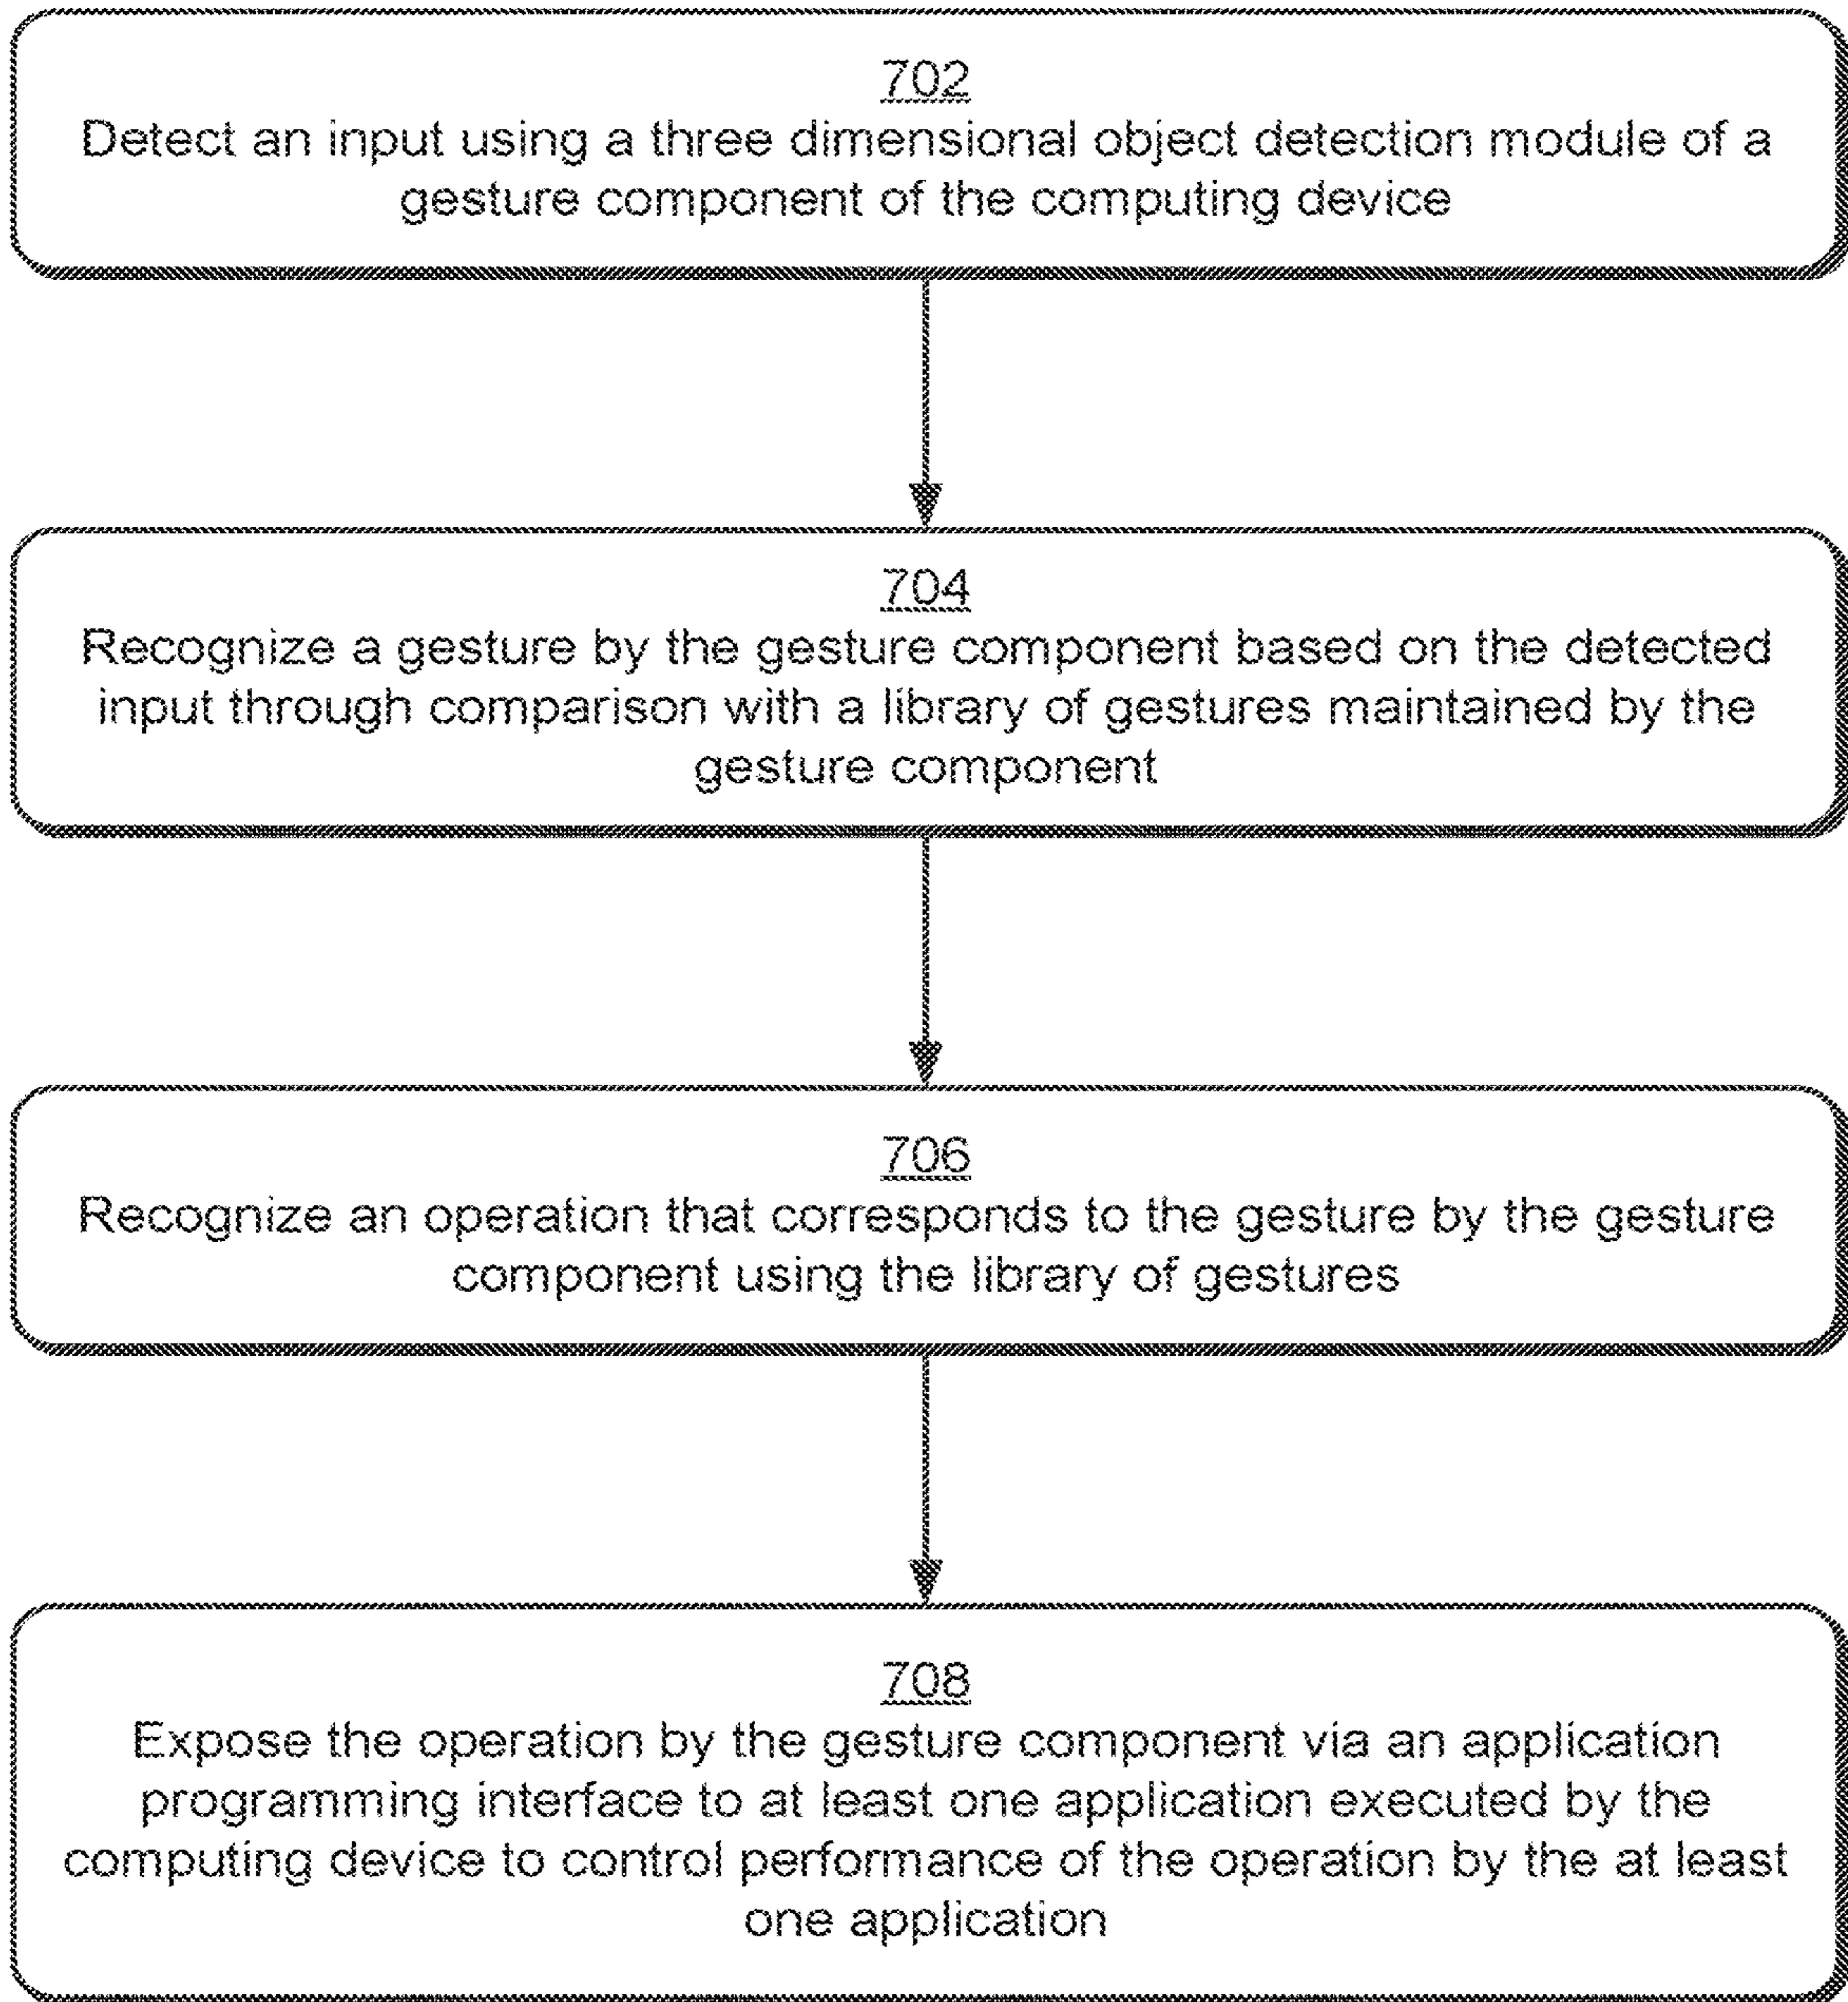 702
Detect an input using a three dimensional object detection module of a
gesture component of the computing device
704
Recognize a gesture by the gesture component based on the detected
input through comparison with a library of gestures maintained by the
gesture component
706
Recognize an operation that corresponds to the gesture by the gesture
component using the library of gestures
708
Expose the operation by the gesture component via an application
programming interface to at least one application executed by the
computing device to control performance of the operation by the at least
one application